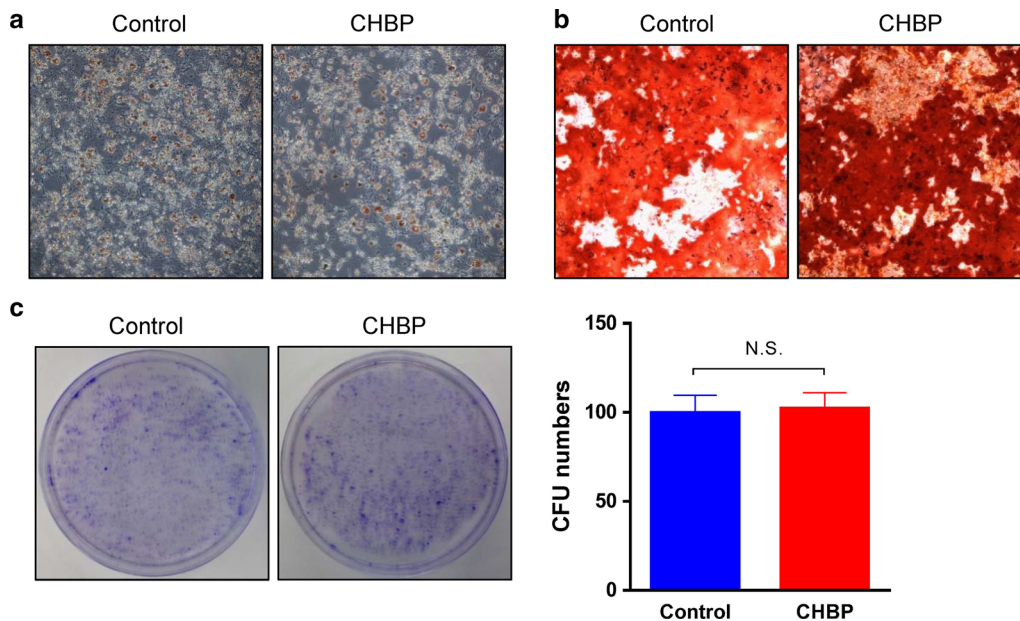 a
Control
CHBP
b
Control
CHBP
c
Control
CHBP
CFU numbers
150
100
50
0
N.S.
Control
CHBP